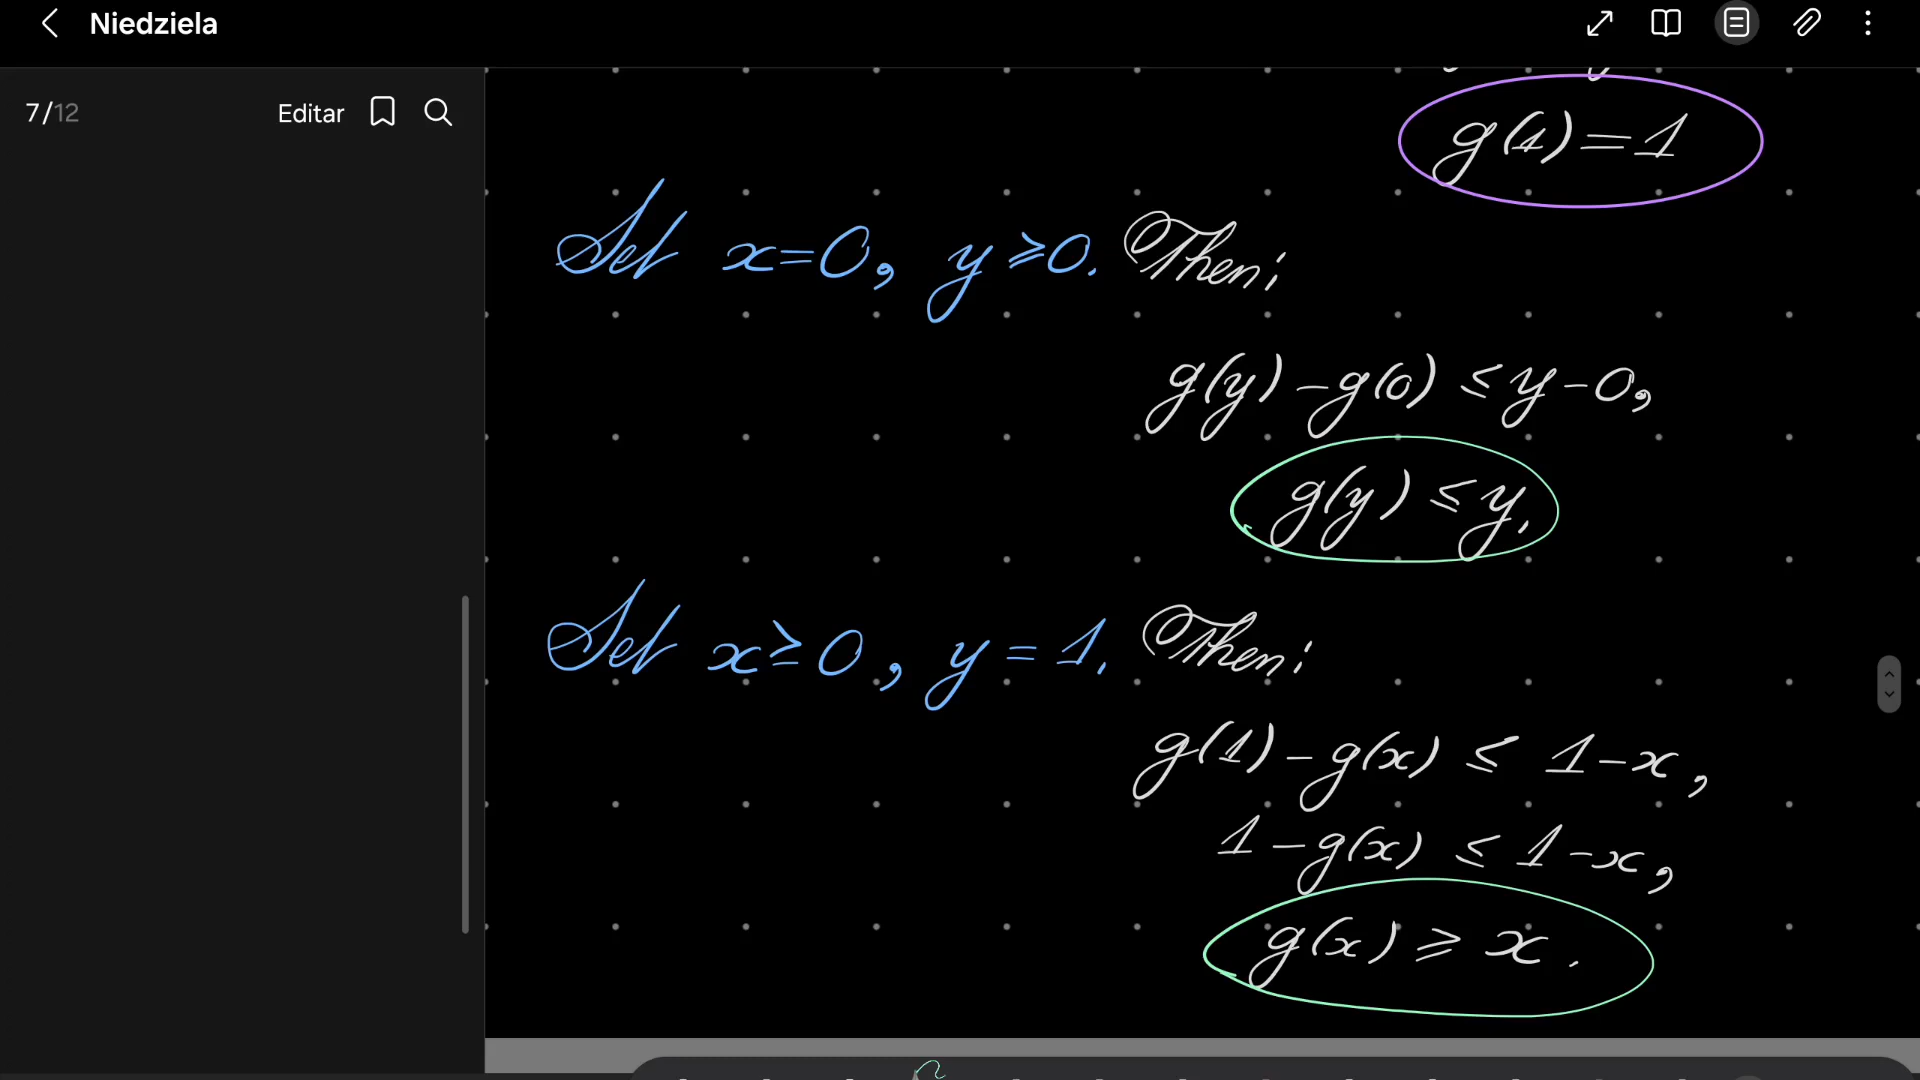 Niedziela
7/12 Editar
g(1)=1
Set x=0, y⩾0. Then:
g(y)-g(0)≤y-0,
g(y)≤y.
Set x≥0, y=1. Then:
g(1)-g(x)≤1-x,
1-g(x)≤1-x,
g(x)⩾x.